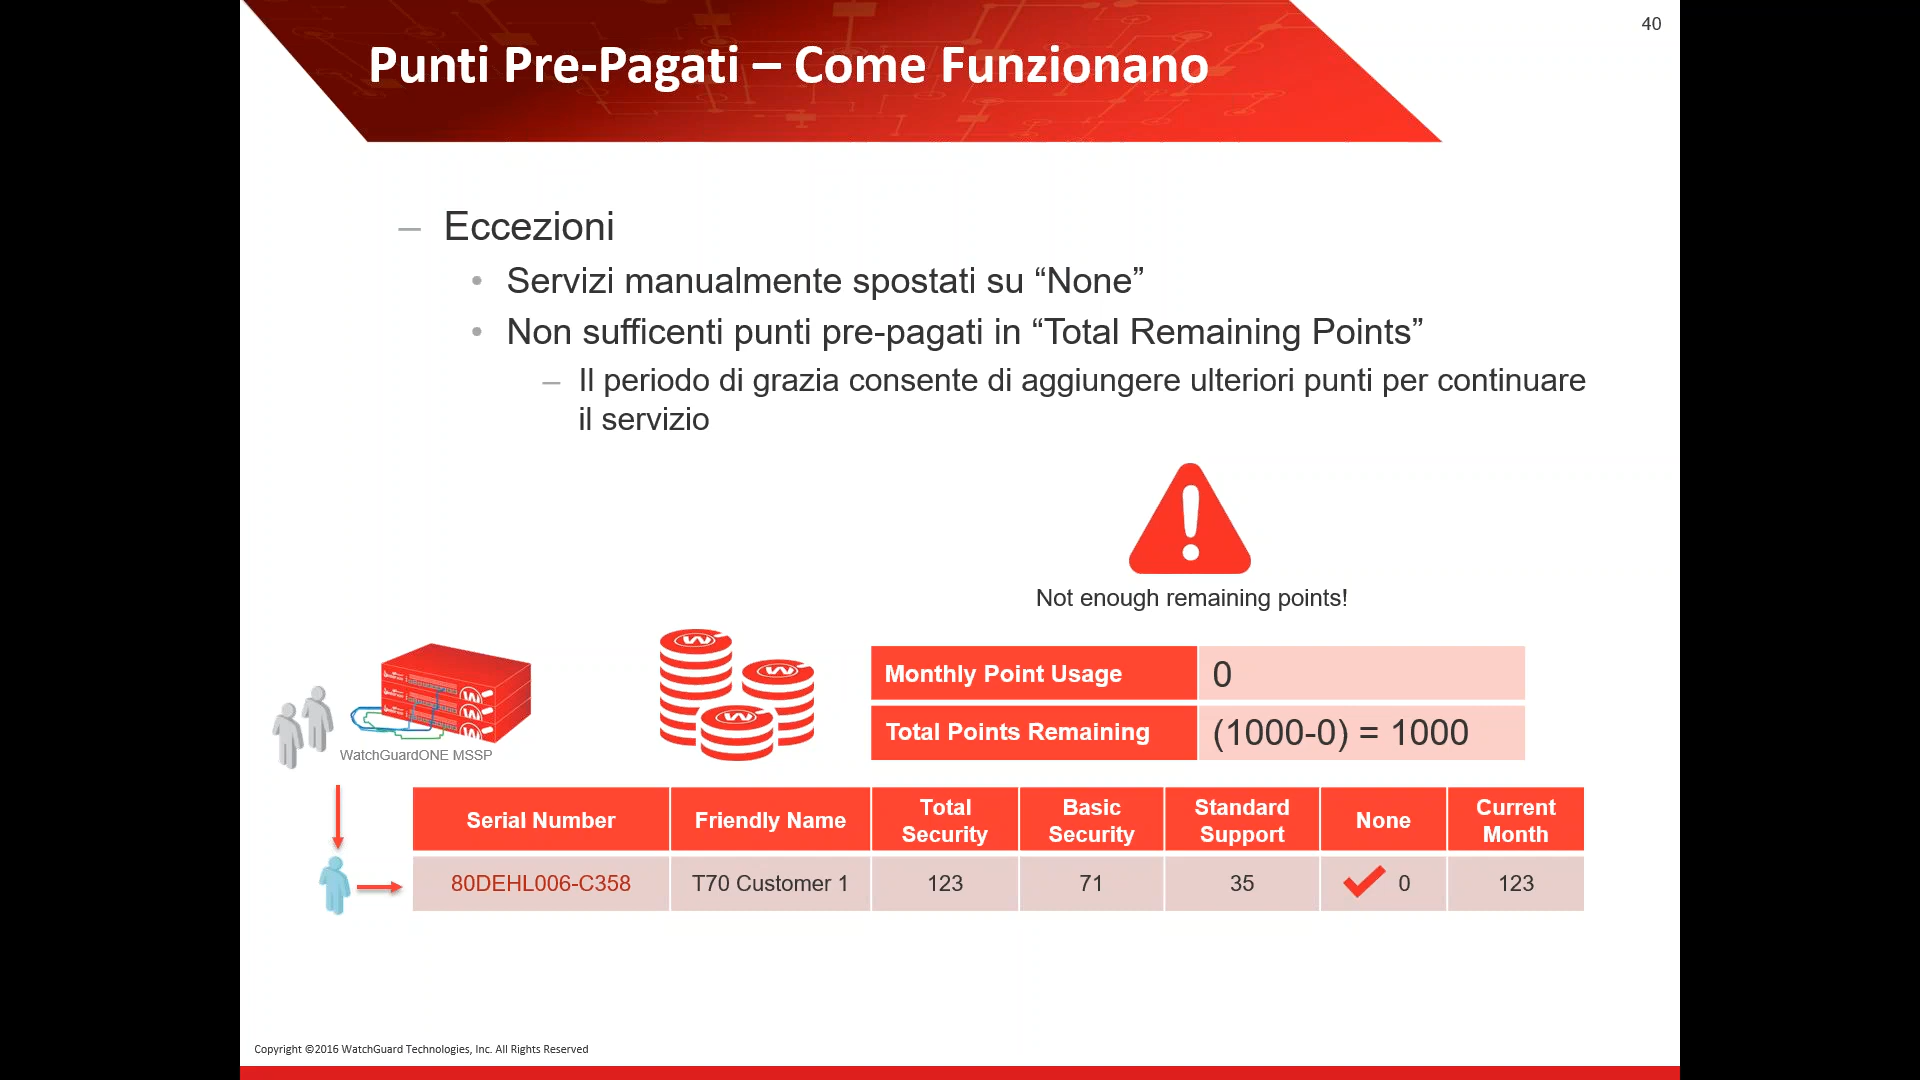 40
Punti Pre-Pagati – Come Funzionano
– Eccezioni
• Servizi manualmente spostati su “None”
• Non sufficenti punti pre-pagati in “Total Remaining Points”
– Il periodo di grazia consente di aggiungere ulteriori punti per continuare
il servizio
Not enough remaining points!
Monthly Point Usage 0
Total Points Remaining (1000-0) = 1000
WatchGuardONE MSSP
Serial Number Friendly Name Total Security Basic Security Standard Support None Current Month
80DEHL006-C358 T70 Customer 1 123 71 35 0 123
Copyright ©2016 WatchGuard Technologies, Inc. All Rights Reserved